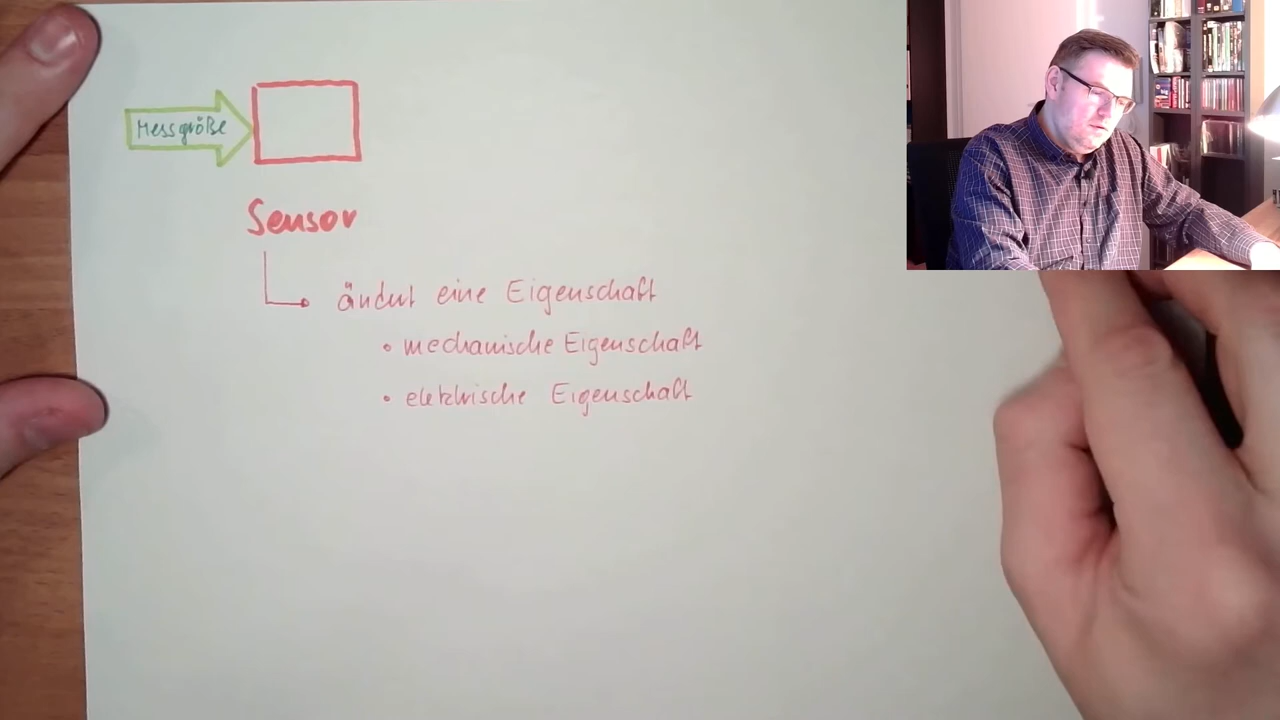 Messgröße
Sensor
ändert eine Eigenschaft
• mechanische Eigenschaft
• elektrische Eigenschaft